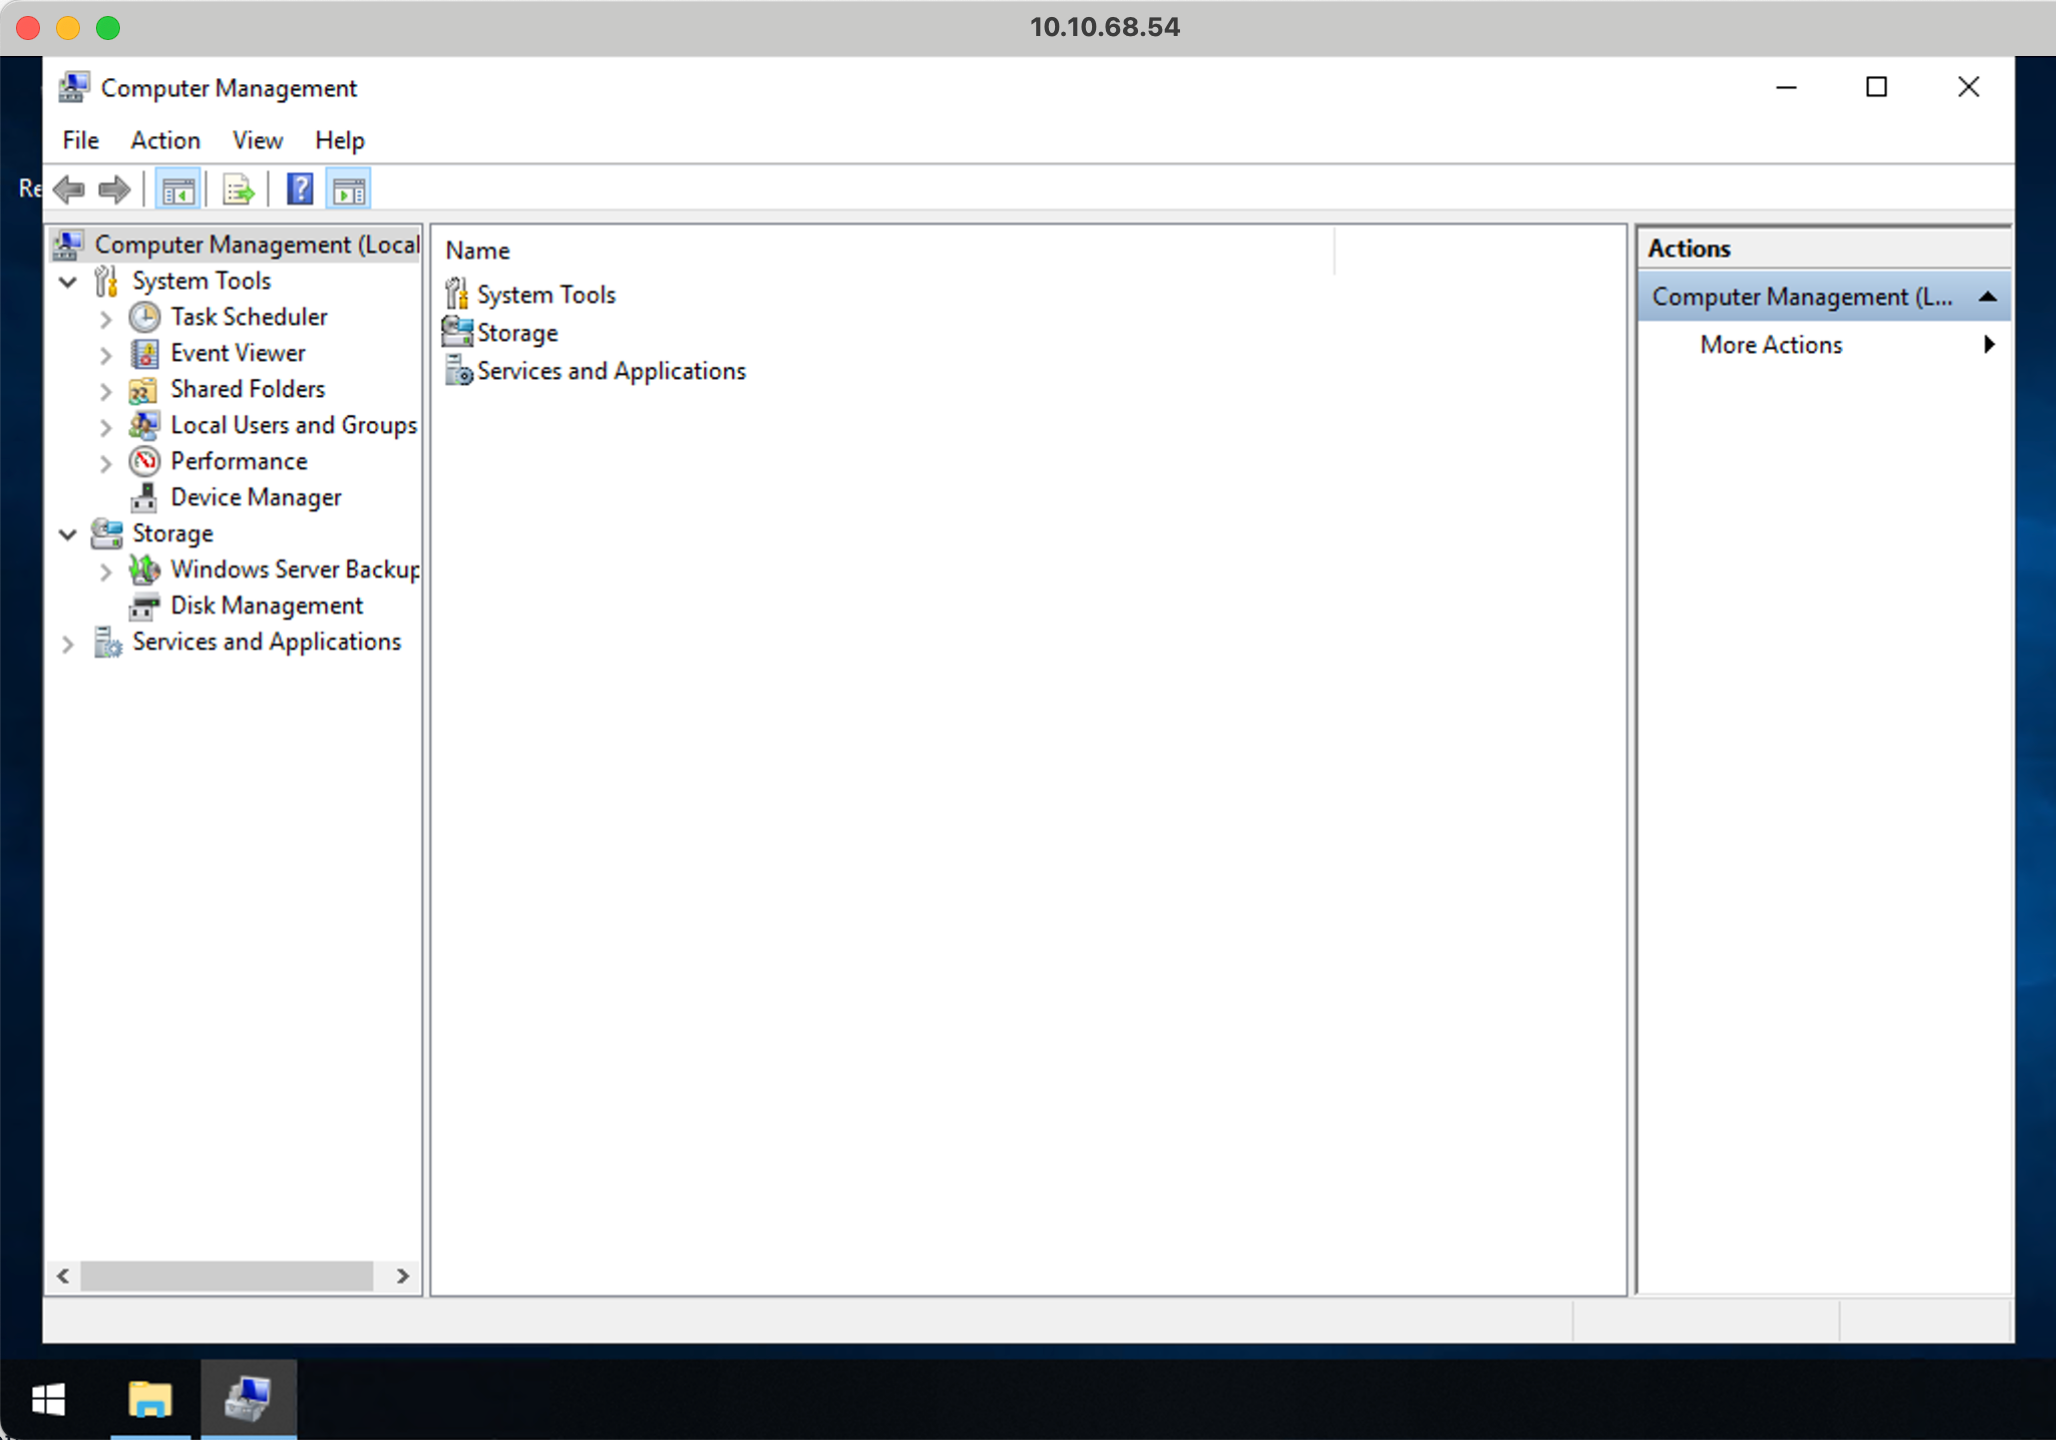 10.10.68.54
Computer Management
File Action View Help
Re
Computer Management (Local
System Tools
Task Scheduler
Event Viewer
Shared Folders
Local Users and Groups
Performance
Device Manager
Storage
Windows Server Backup
Disk Management
Services and Applications
Name
System Tools
Storage
Services and Applications
Actions
Computer Management (L...
More Actions